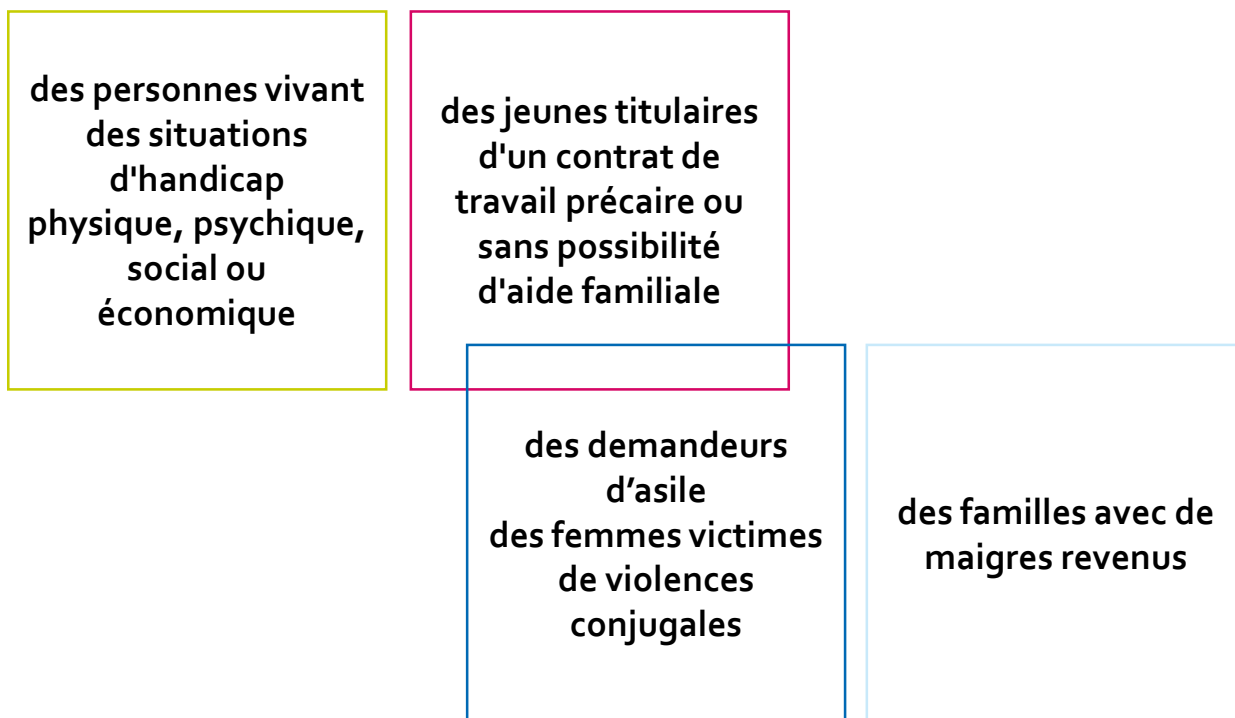 des personnes vivant
des situations
d'handicap
physique, psychique,
social ou
économique
des jeunes titulaires
d'un contrat de
travail précaire ou
sans possibilité
d'aide familiale
des demandeurs
d’asile
des femmes victimes
de violences
conjugales
des familles avec de
maigres revenus